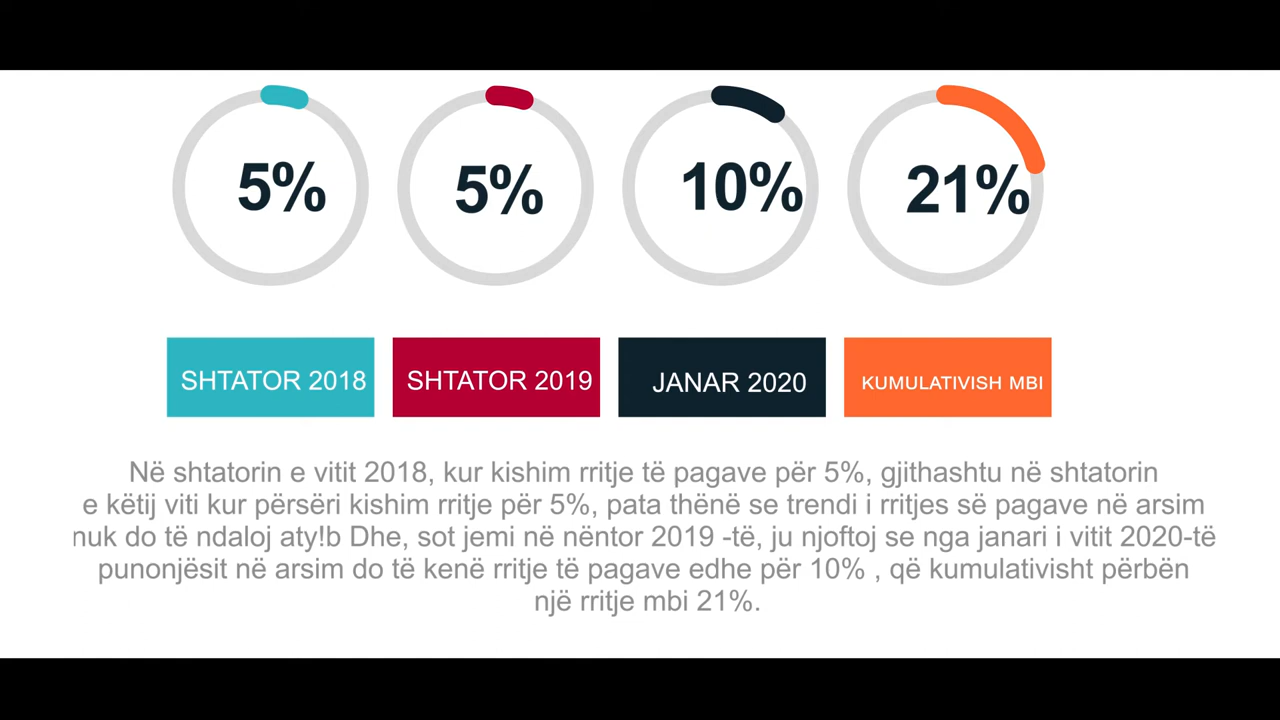 5%
5%
10%
21%
SHTATOR 2018
SHTATOR 2019
JANAR 2020
KUMULATIVISH MBI
Në shtatorin e vitit 2018, kur kishim rritje të pagave për 5%, gjithashtu në shtatorin
e këtij viti kur përsëri kishim rritje për 5%, pata thënë se trendi i rritjes së pagave në arsim
nuk do të ndaloj aty!b Dhe, sot jemi në nëntor 2019 -të, ju njoftoj se nga janari i vitit 2020-të
punonjësit në arsim do të kenë rritje të pagave edhe për 10% , që kumulativisht përbën
një rritje mbi 21%.